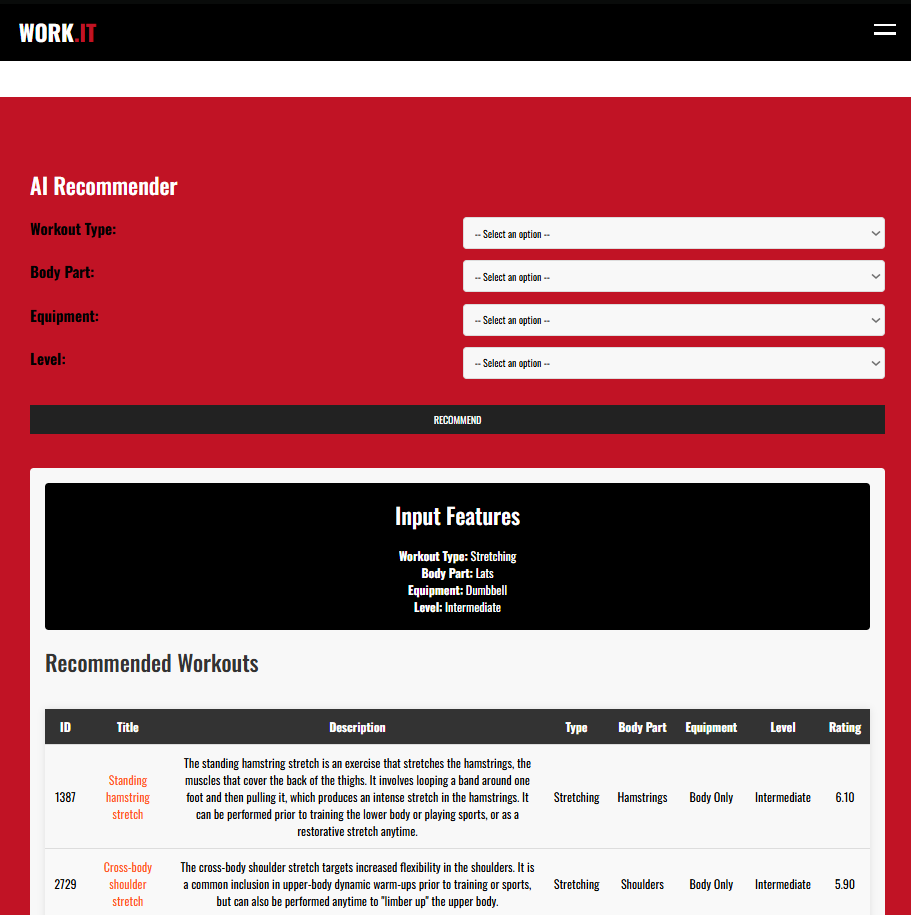 WORK.IT
AI Recommender
Workout Type:
-- Select an option --
Body Part:
-- Select an option --
Equipment:
-- Select an option --
Level:
-- Select an option --
RECOMMEND
Input Features
Workout Type: Stretching
Body Part: Lats
Equipment: Dumbbell
Level: Intermediate
Recommended Workouts
ID Title Description Type Body Part Equipment Level Rating
1387
Standing
hamstring
stretch
The standing hamstring stretch is an exercise that stretches the hamstrings, the
muscles that cover the back of the thighs. It involves looping a band around one
foot and then pulling it, which produces an intense stretch in the hamstrings. It
can be performed prior to training the lower body or playing sports, or as a
restorative stretch anytime.
Stretching Hamstrings Body Only Intermediate 6.10
2729
Cross-body
shoulder
stretch
The cross-body shoulder stretch targets increased flexibility in the shoulders. It is
a common inclusion in upper-body dynamic warm-ups prior to training or sports,
but can also be performed anytime to "limber up" the upper body.
Stretching Shoulders Body Only Intermediate 5.90